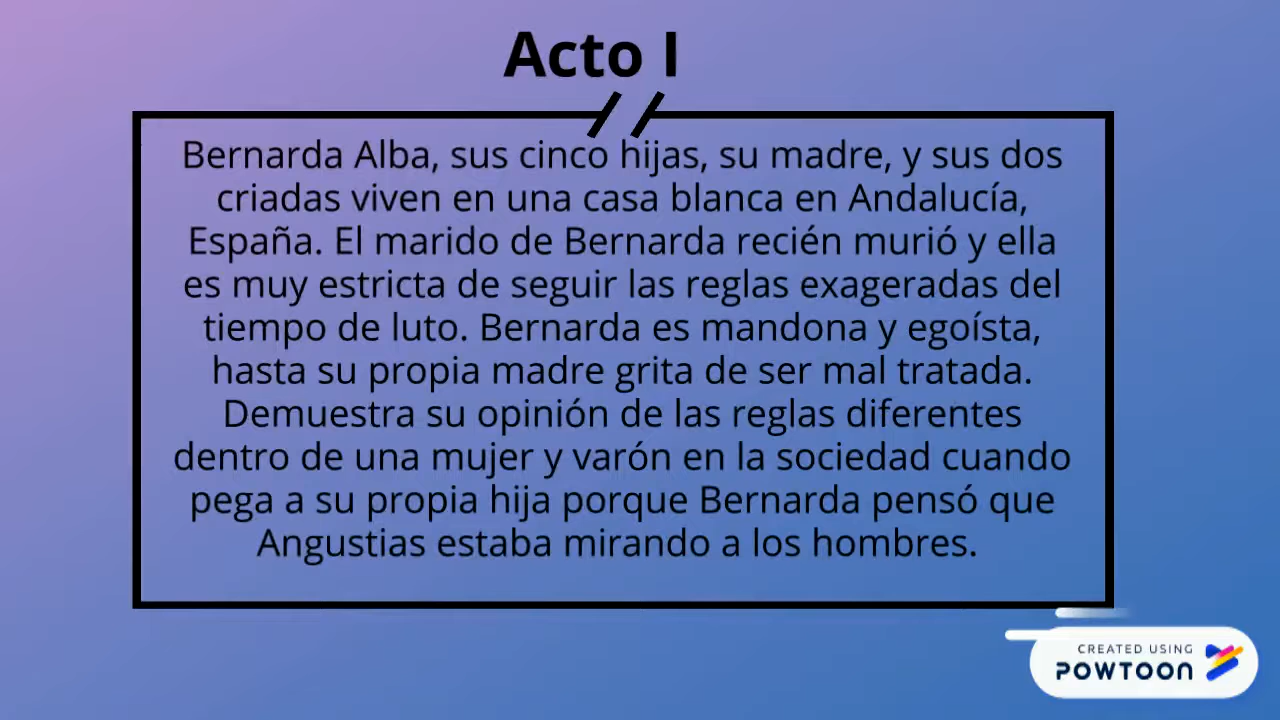 Acto I
Bernarda Alba, sus cinco hijas, su madre, y sus dos
criadas viven en una casa blanca en Andalucía,
España. El marido de Bernarda recién murió y ella
es muy estricta de seguir las reglas exageradas del
tiempo de luto. Bernarda es mandona y egoísta,
hasta su propia madre grita de ser mal tratada.
Demuestra su opinión de las reglas diferentes
dentro de una mujer y varón en la sociedad cuando
pega a su propia hija porque Bernarda pensó que
Angustias estaba mirando a los hombres.
CREATED USING
POWTOON